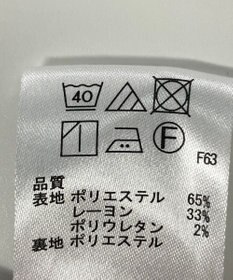 40
F
F63
品質
表地 ポリエステル 65%
レーヨン 33%
ポリウレタン 2%
裏地 ポリエステル